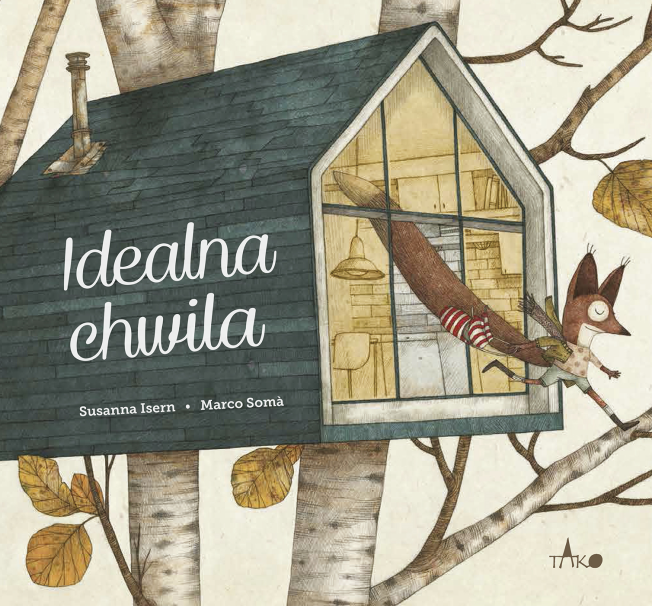 Idealna
chwila
Susanna Isern • Marco Somà
TAKO